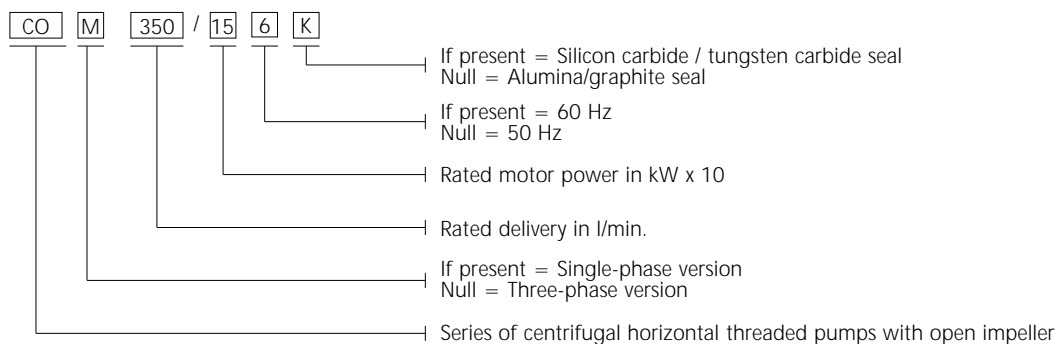 CO M 350 / 15 6 K
If present = Silicon carbide / tungsten carbide seal
Null = Alumina/graphite seal
If present = 60 Hz
Null = 50 Hz
Rated motor power in kW x 10
Rated delivery in l/min.
If present = Single-phase version
Null = Three-phase version
Series of centrifugal horizontal threaded pumps with open impeller